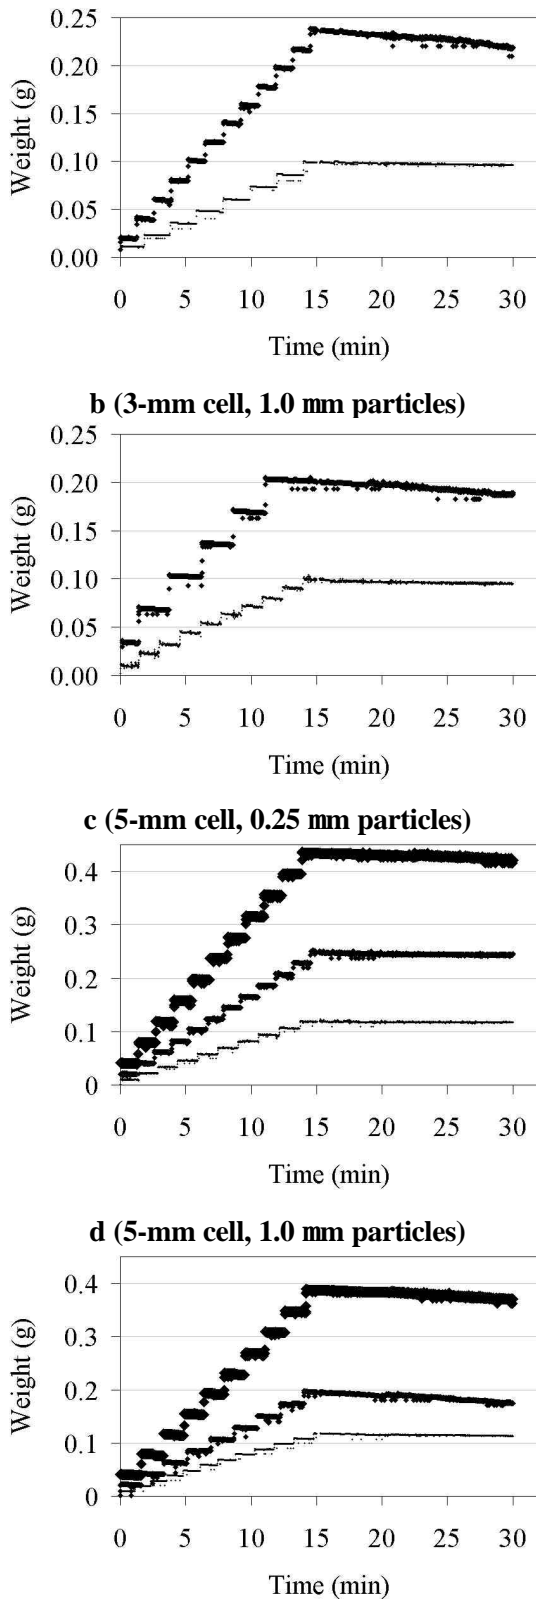 0.25
0.20
0.15
0.10
0.05
0.00
Weight (g)
0 5 10 15 20 25 30
Time (min)
b (3-mm cell, 1.0 mm particles)
0.25
0.20
0.15
0.10
0.05
0.00
Weight (g)
0 5 10 15 20 25 30
Time (min)
c (5-mm cell, 0.25 mm particles)
0.4
0.3
0.2
0.1
0
Weight (g)
0 5 10 15 20 25 30
Time (min)
d (5-mm cell, 1.0 mm particles)
0.4
0.3
0.2
0.1
0
Weight (g)
0 5 10 15 20 25 30
Time (min)